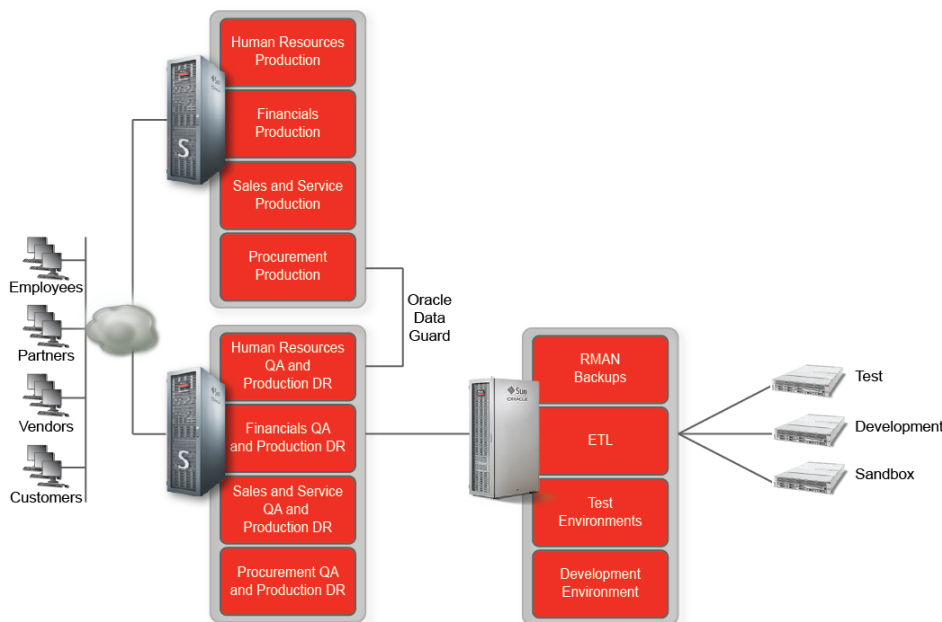 Human Resources
Production
Financials
Production
Sales and Service
Production
Procurement
Production
Employees
Partners
Vendors
Customers
Oracle
Data
Guard
Human Resources
QA and
Production DR
Financials QA
and Production DR
Sales and Service
QA and
Production DR
Procurement QA
and Production DR
Sun
ORACLE
RMAN
Backups
ETL
Test
Environments
Development
Environment
Test
Development
Sandbox